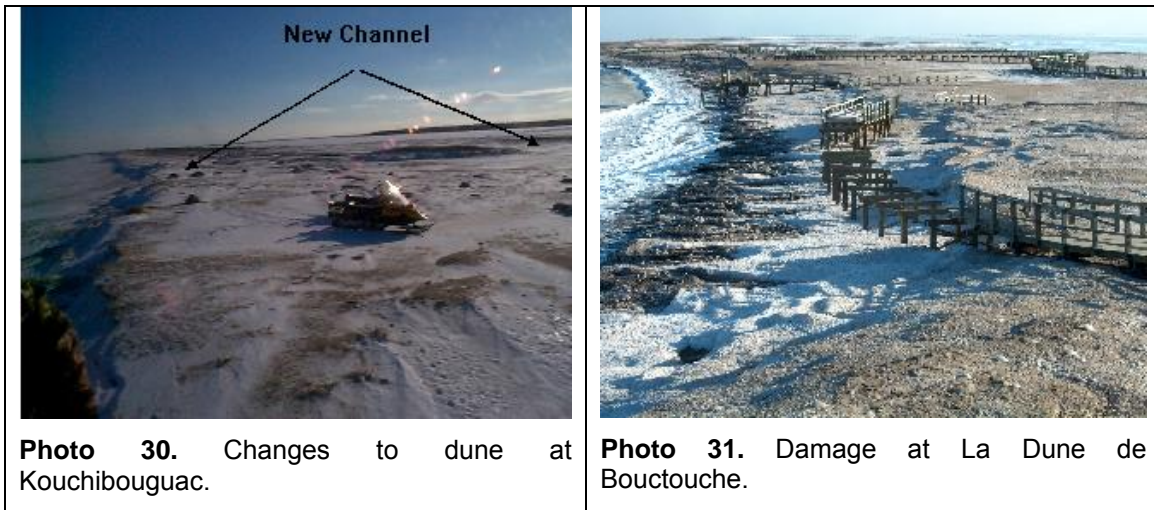 New Channel
Photo 30. Changes to dune at
Kouchibouguac.
Photo 31. Damage at La Dune de
Bouctouche.